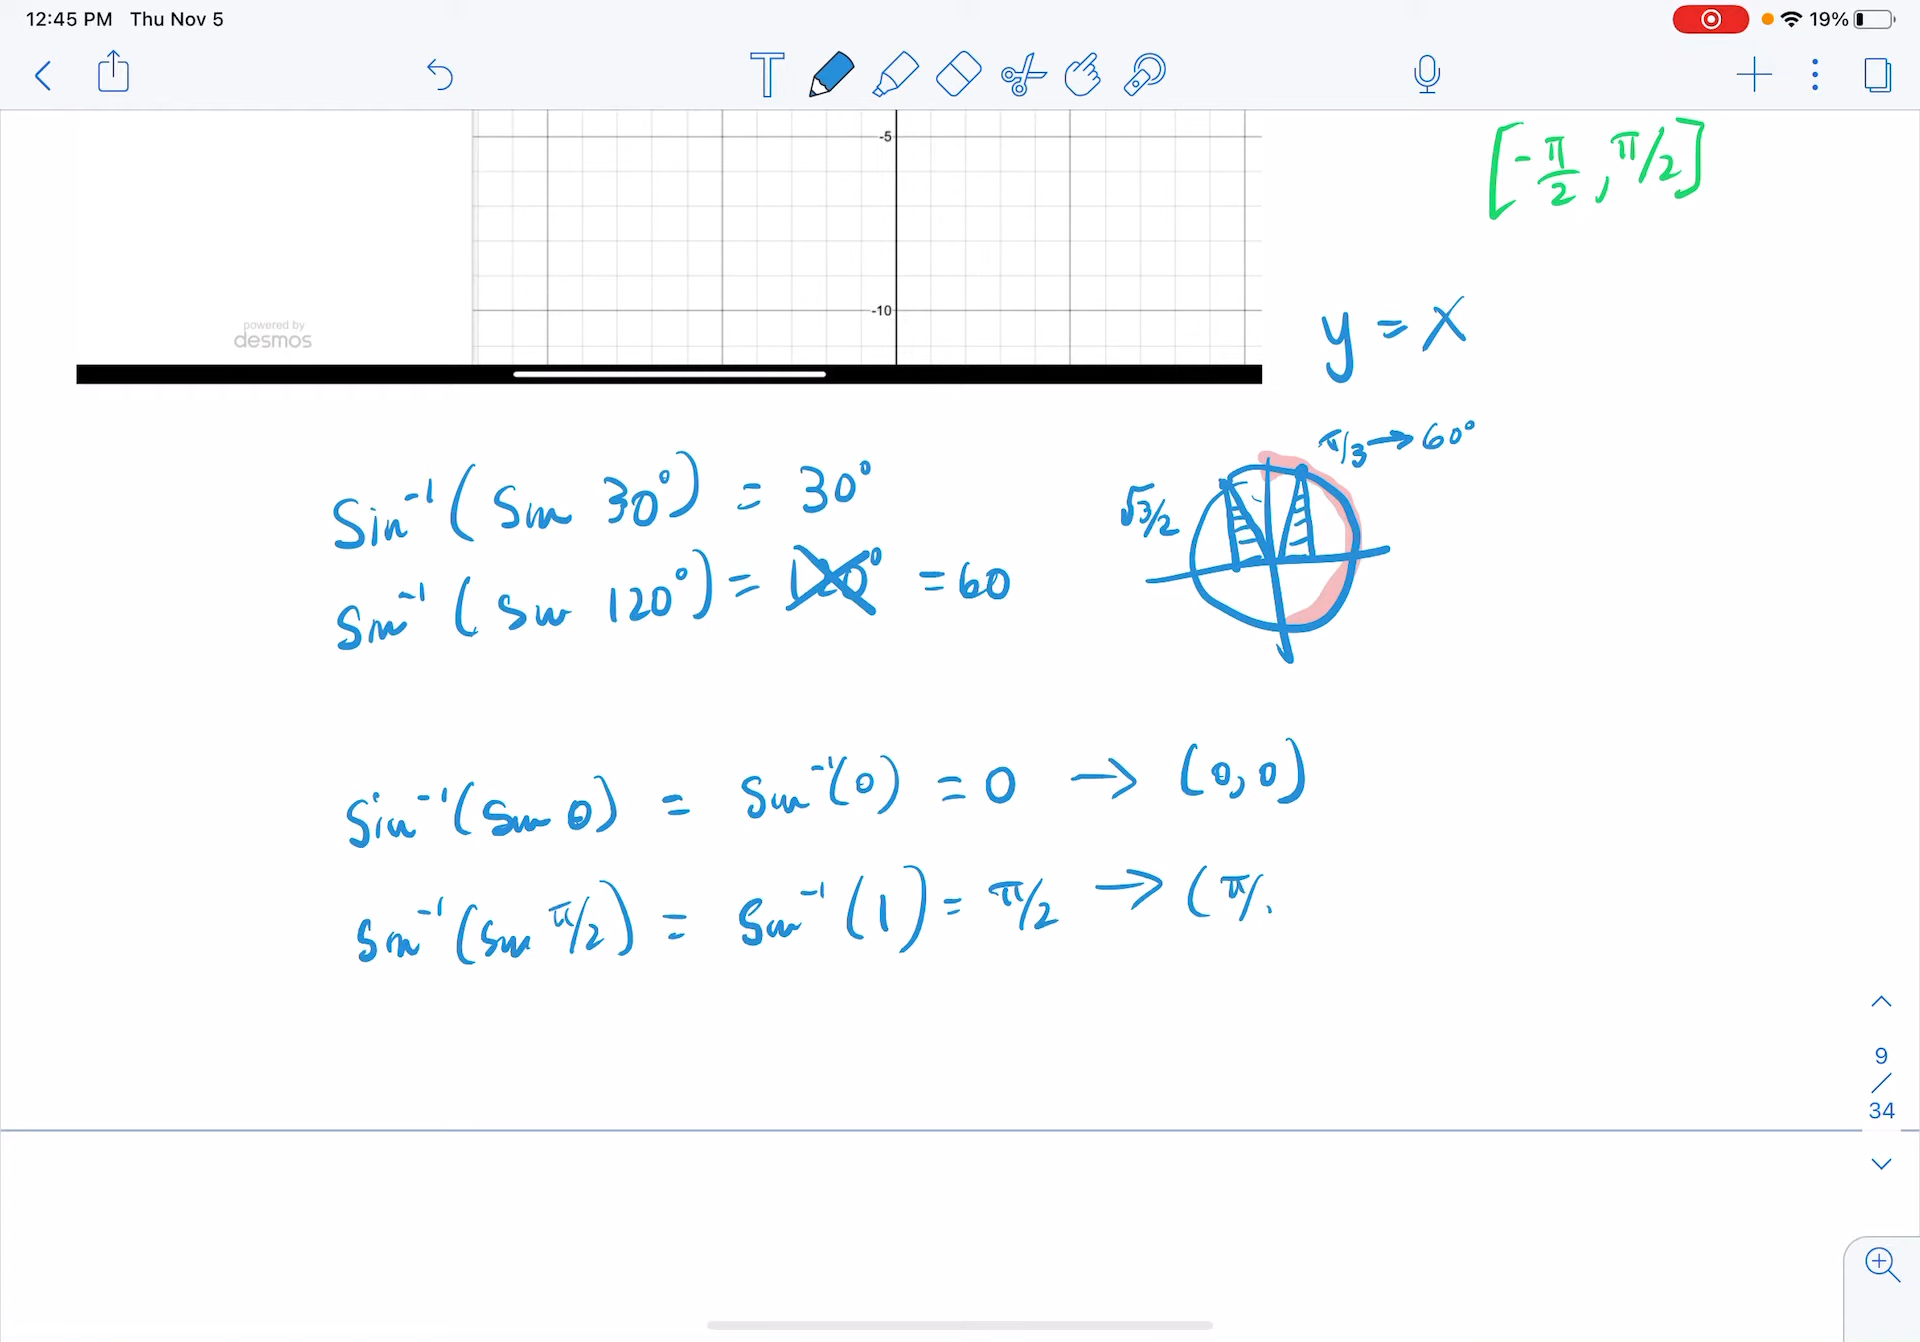 12:45 PM Thu Nov 5
19%
-5
[-π/2, π/2]
-10
powered by
desmos
y = x
π/3 → 60°
Sin⁻¹(Sin 30°) = 30°
√3/2
Sin⁻¹(Sin 120°) = 120° = 60
Sin⁻¹(Sin 0) = Sin⁻¹(0) = 0 → (0,0)
Sin⁻¹(Sin π/2) = Sin⁻¹(1) = π/2 → (π/.
9
/
34